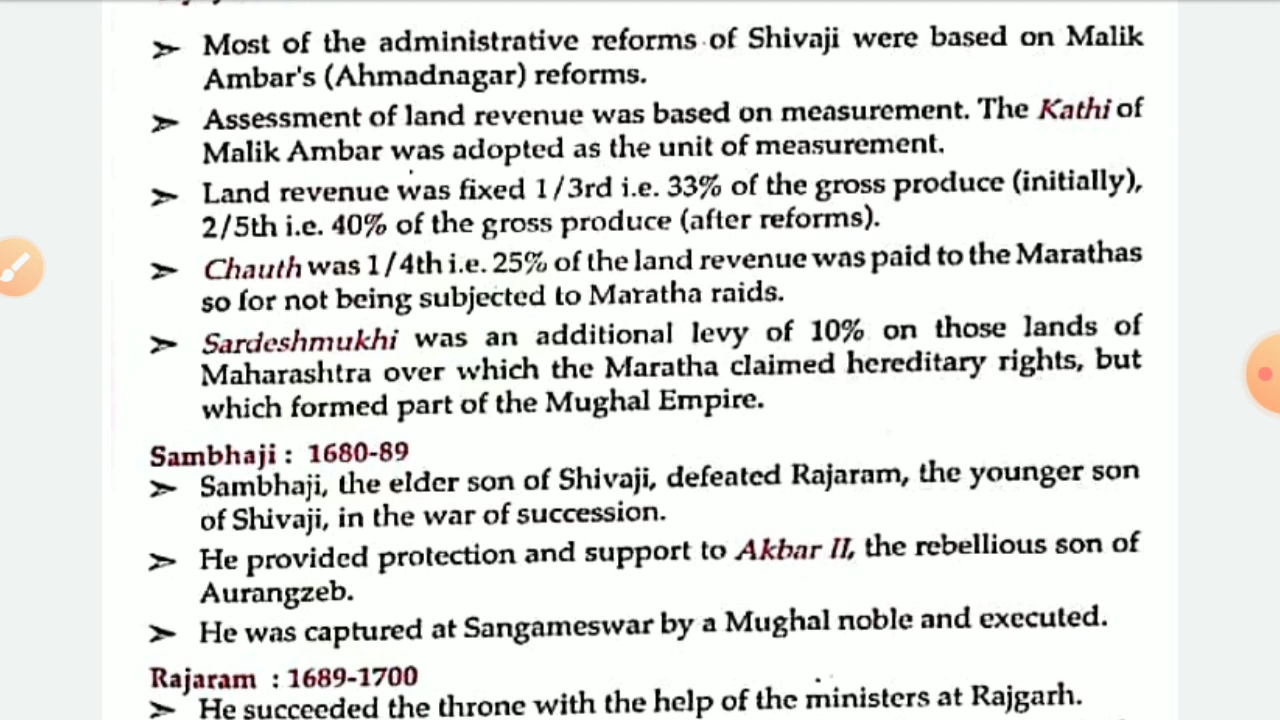 ➢ Most of the administrative reforms of Shivaji were based on Malik
Ambar's (Ahmadnagar) reforms.
➢ Assessment of land revenue was based on measurement. The Kathi of
Malik Ambar was adopted as the unit of measurement.
➢ Land revenue was fixed 1/3rd i.e. 33% of the gross produce (initially),
2/5th i.e. 40% of the gross produce (after reforms).
➢ Chauth was 1/4th i.e. 25% of the land revenue was paid to the Marathas
so for not being subjected to Maratha raids.
➢ Sardeshmukhi was an additional levy of 10% on those lands of
Maharashtra over which the Maratha claimed hereditary rights, but
which formed part of the Mughal Empire.
Sambhaji : 1680-89
➢ Sambhaji, the elder son of Shivaji, defeated Rajaram, the younger son
of Shivaji, in the war of succession.
➢ He provided protection and support to Akbar II, the rebellious son of
Aurangzeb.
➢ He was captured at Sangameswar by a Mughal noble and executed.
Rajaram : 1689-1700
➢ He succeeded the throne with the help of the ministers at Rajgarh.